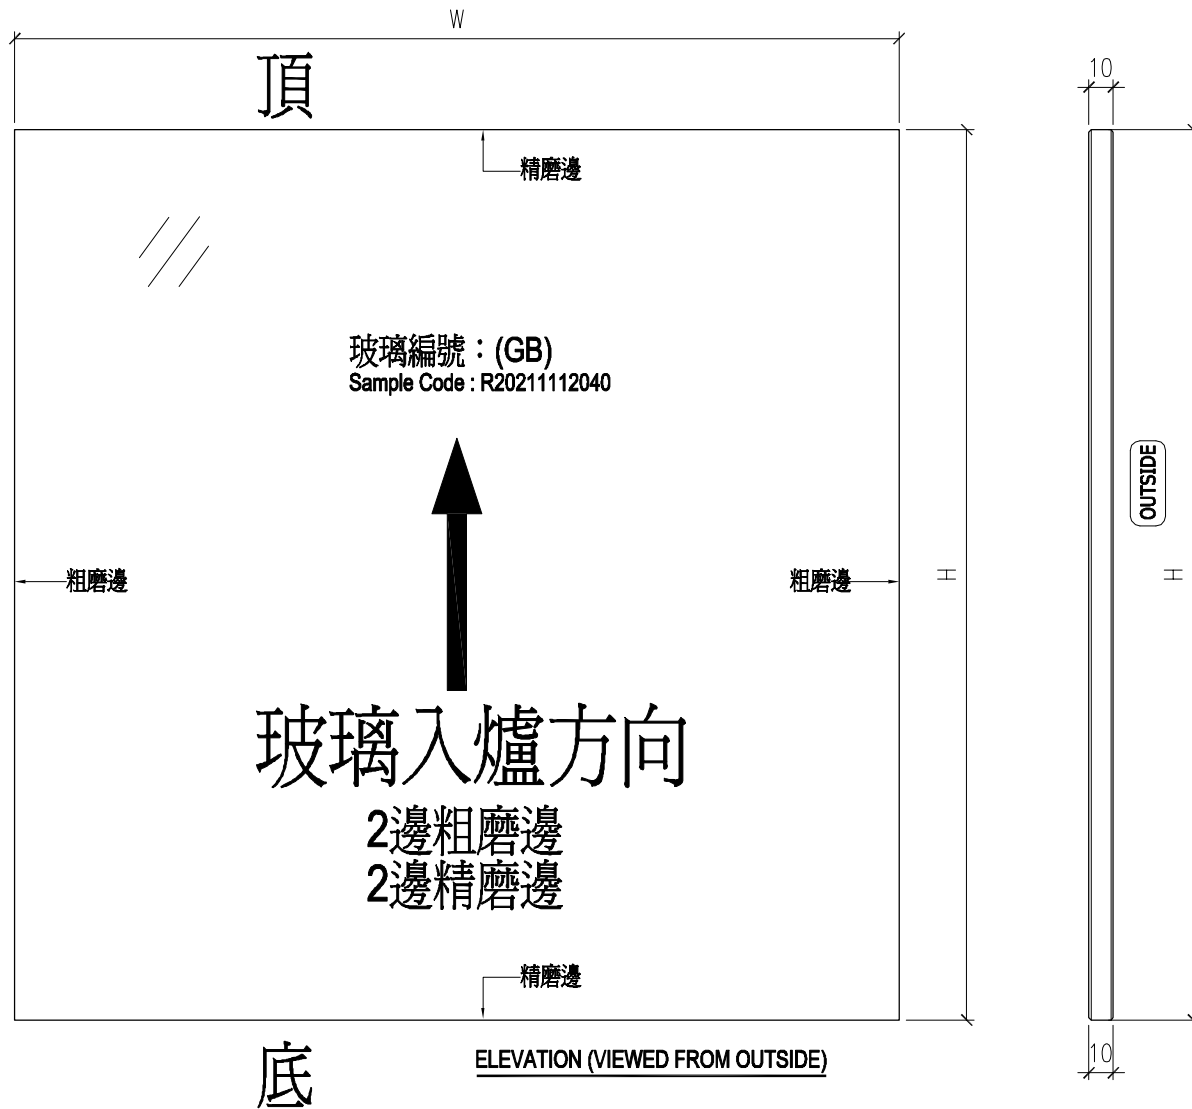 W
頂
10
精磨邊
玻璃編號：(GB)
Sample Code : R20211112040
OUTSIDE
粗磨邊
粗磨邊
H
H
玻璃入爐方向
2邊粗磨邊
2邊精磨邊
精磨邊
底
ELEVATION (VIEWED FROM OUTSIDE)
10